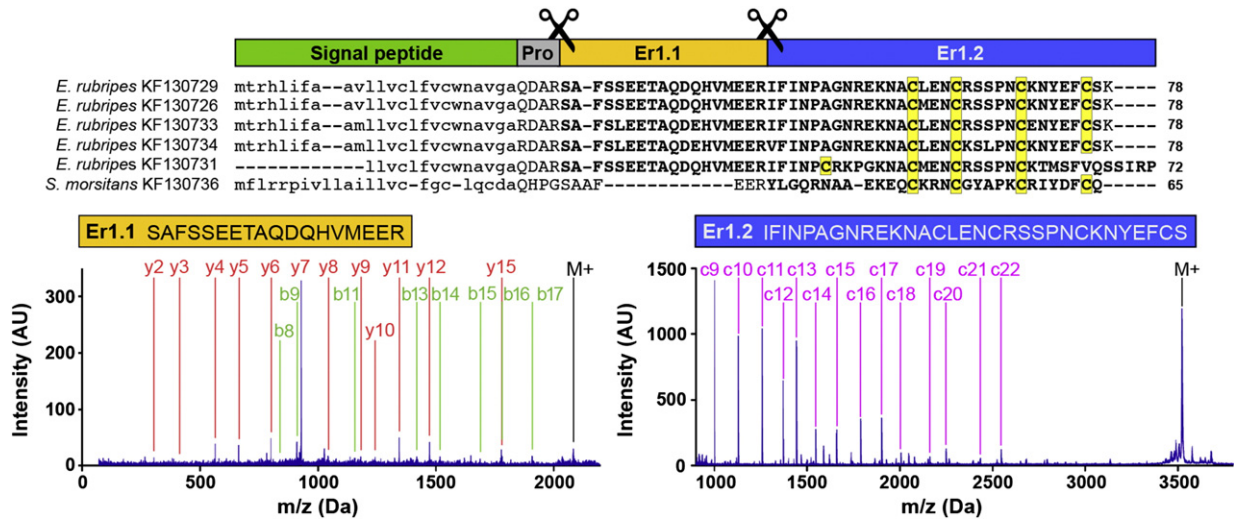 Signal peptide Pro Er1.1 Er1.2
E. rubripes KF130729 mtrhlifa--avllvclfvcwnavgaQDARSA-FSSEETAQDQHVMEERIFINPAGNREKNACLENCRSSPNCKNYEFCSK---- 78
E. rubripes KF130726 mtrhlifa--avllvclfvcwnavgaQDARSA-FSSEETAQDQHVMEERIFINPAGNREKNACMENCRSSPNCKNYEFCSK---- 78
E. rubripes KF130733 mtrhlifa--amllvclfvcwnavgaQDARSA-FSLEETAQDEHVMEERIFINPAGNREKNACLENCRSSPNCENYEFCSK---- 78
E. rubripes KF130734 mtrhlifa--amllvclfvcwnavgaQDARSA-FSLEETAQDEHVMEERVFINPAGNREKNACLENCKSLPNCKNYEFCSK---- 78
E. rubripes KF130731 -----------llvclfvcwnavgaQDARSA-FSSEETAQDEHVMEERVFINPCRKPGKNACMENCRSSPNCKTMSFVQSSIRP 72
S. morsitans KF130736 mflrrpivllaillvc-fgc-lqcdaQHPGSAAF------------EERYLGQRNAA-EKEQCKRNCGYAPKCRIYDFCQ----- 65
Er1.1 SAFSSEETAQDQHVMEER
Er1.2 IFINPAGNREKNACLENCRSSPNCKNYEFCS
y2 y3 y4 y5 y6 y7 y8 y9 y11 y12 y15 M+
b9 b11 b13 b14 b15 b16 b17
b8 y10
Intensity (AU)
300
200
100
0
0 500 1000 1500 2000
m/z (Da)
c9 c10 c11 c13 c15 c17 c19 c21 c22 M+
c12 c14 c16 c18 c20
Intensity (AU)
1500
1000
500
0
1000 1500 2000 2500 3000 3500
m/z (Da)